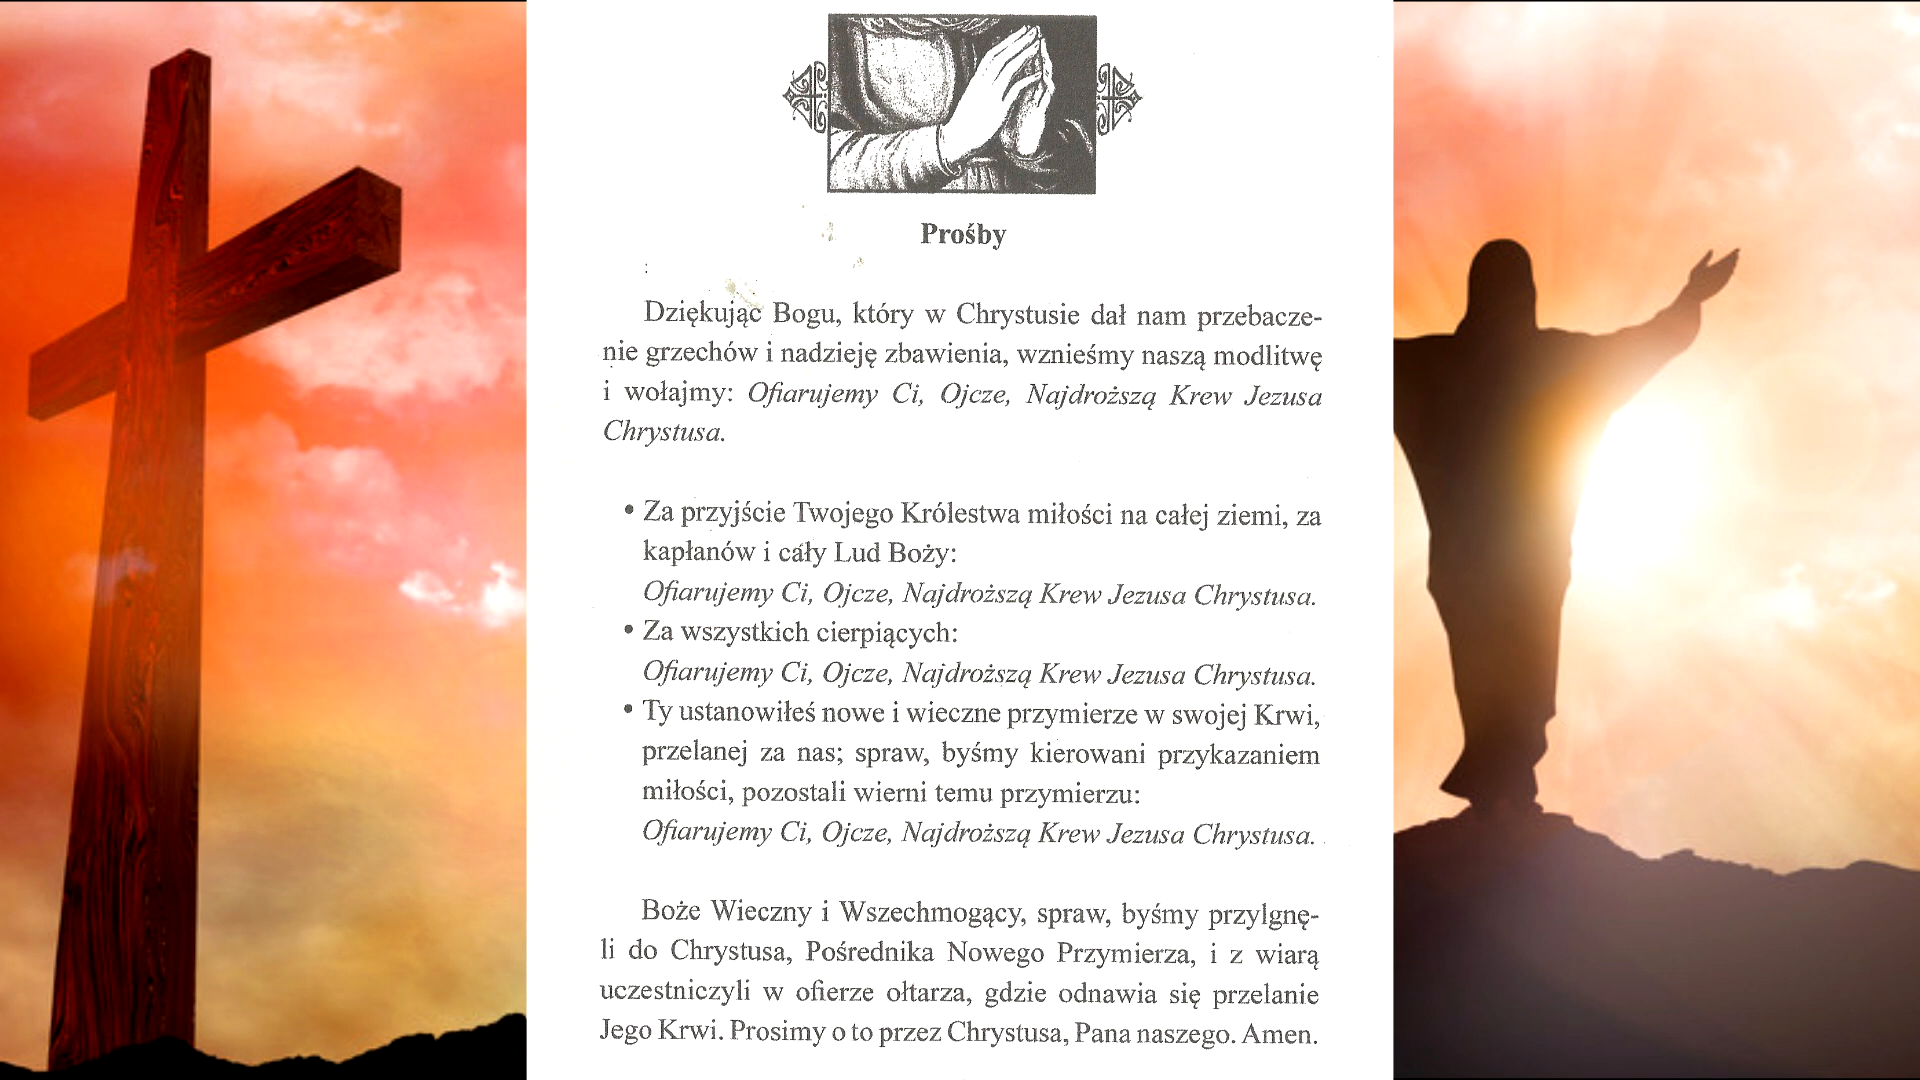 Prośby
Dziękując Bogu, który w Chrystusie dał nam przebacze-
nie grzechów i nadzieję zbawienia, wznieśmy naszą modlitwę
i wołajmy: Ofiarujemy Ci, Ojcze, Najdroższą Krew Jezusa
Chrystusa.
• Za przyjście Twojego Królestwa miłości na całej ziemi, za
kapłanów i cały Lud Boży:
Ofiarujemy Ci, Ojcze, Najdroższą Krew Jezusa Chrystusa.
• Za wszystkich cierpiących:
Ofiarujemy Ci, Ojcze, Najdroższą Krew Jezusa Chrystusa.
• Ty ustanowiłeś nowe i wieczne przymierze w swojej Krwi,
przelanej za nas; spraw, byśmy kierowani przykazaniem
miłości, pozostali wierni temu przymierzu:
Ofiarujemy Ci, Ojcze, Najdroższą Krew Jezusa Chrystusa.
Boże Wieczny i Wszechmogący, spraw, byśmy przylgnę-
li do Chrystusa, Pośrednika Nowego Przymierza, i z wiarą
uczestniczyli w ofierze ołtarza, gdzie odnawia się przelanie
Jego Krwi. Prosimy o to przez Chrystusa, Pana naszego. Amen.